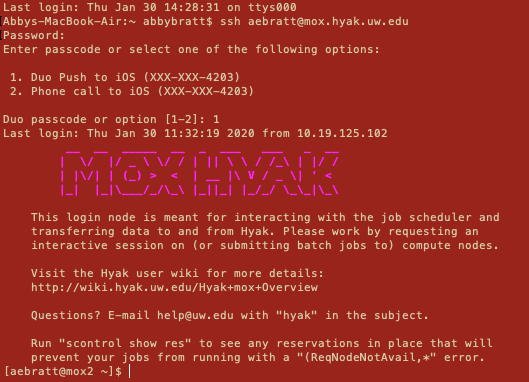 Last login: Thu Jan 30 14:28:31 on ttys000
Abbys-MacBook-Air:~ abbybratt$ ssh aebratt@mox.hyak.uw.edu
Password:
Enter passcode or select one of the following options:
1. Duo Push to iOS (XXX-XXX-4203)
2. Phone call to iOS (XXX-XXX-4203)
Duo passcode or option [1-2]: 1
Last login: Thu Jan 30 11:32:19 2020 from 10.19.125.102
MOX HYAK
This login node is meant for interacting with the job scheduler and
transferring data to and from Hyak. Please work by requesting an
interactive session on (or submitting batch jobs to) compute nodes.
Visit the Hyak user wiki for more details:
http://wiki.hyak.uw.edu/Hyak+mox+Overview
Questions? E-mail help@uw.edu with "hyak" in the subject.
Run "scontrol show res" to see any reservations in place that will
prevent your jobs from running with a "(ReqNodeNotAvail,*" error.
[aebratt@mox2 ~]$